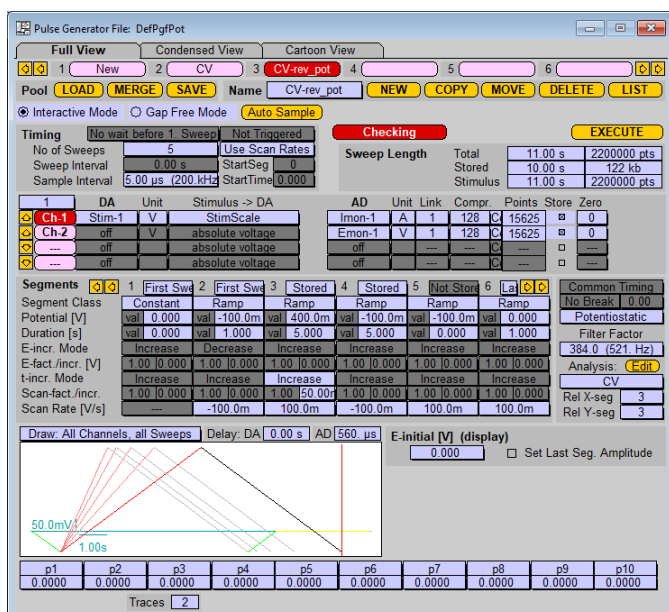 Pulse Generator File: DefPgfPot
Full View Condensed View Cartoon View
1 New 2 CV 3 CV-rev_pot 4 5 6
Pool LOAD MERGE SAVE Name CV-rev_pot NEW COPY MOVE DELETE LIST
Interactive Mode Gap Free Mode Auto Sample
Timing No wait before 1. Sweep Not Triggered Checking EXECUTE
No of Sweeps 5 Use Scan Rates Sweep Length Total 11.00 s 2200000 pts
Sweep Interval 0.00 s StartSeg 0 Stored 10.00 s 122 kb
Sample Interval 5.00 µs (200.kHz StartTime 0.000 Stimulus 11.00 s 2200000 pts
1 DA Unit Stimulus -> DA AD Unit Link Compr. Points Store Zero
Ch-1 Stim-1 V StimScale Imon-1 A 1 128 C 15625 0
Ch-2 off V absolute voltage Emon-1 V 1 128 C 15625 0
--- off absolute voltage off --- --- ---
--- off absolute voltage off --- --- ---
Segments 1 First Swe 2 First Swe 3 Stored 4 Stored 5 Not Store 6 La Common Timing
Segment Class Constant Ramp Ramp Ramp Ramp Ramp No Break 0.00
Potential [V] val 0.000 val -100.0m val 400.0m val -100.0m val -100.0m val 0.000 Potentiostatic
Duration [s] val 0.000 val 1.000 val 5.000 val 5.000 val 0.000 val 1.000 Filter Factor
E-incr. Mode Increase Decrease Increase Increase Increase Increase 384.0 (521. Hz)
E-fact./incr. [V] 1.00 0.000 1.00 0.000 1.00 0.000 1.00 0.000 1.00 0.000 1.00 0.000 Analysis: Edit
t-incr. Mode Increase Increase Increase Increase Increase Increase CV
Scan-fact./incr. 1.00 0.000 1.00 0.000 1.00 50.00m 1.00 0.000 1.00 0.000 1.00 0.000 Rel X-seg 3
Scan Rate [V/s] --- -100.0m 100.0m -100.0m 100.0m 100.0m Rel Y-seg 3
Draw: All Channels, all Sweeps Delay: DA 0.00 s AD 560. µs E-initial [V] (display)
0.000 Set Last Seg. Amplitude
50.0mV
1.00s
p1 p2 p3 p4 p5 p6 p7 p8 p9 p10
0.0000 0.0000 0.0000 0.0000 0.0000 0.0000 0.0000 0.0000 0.0000 0.0000
Traces 2